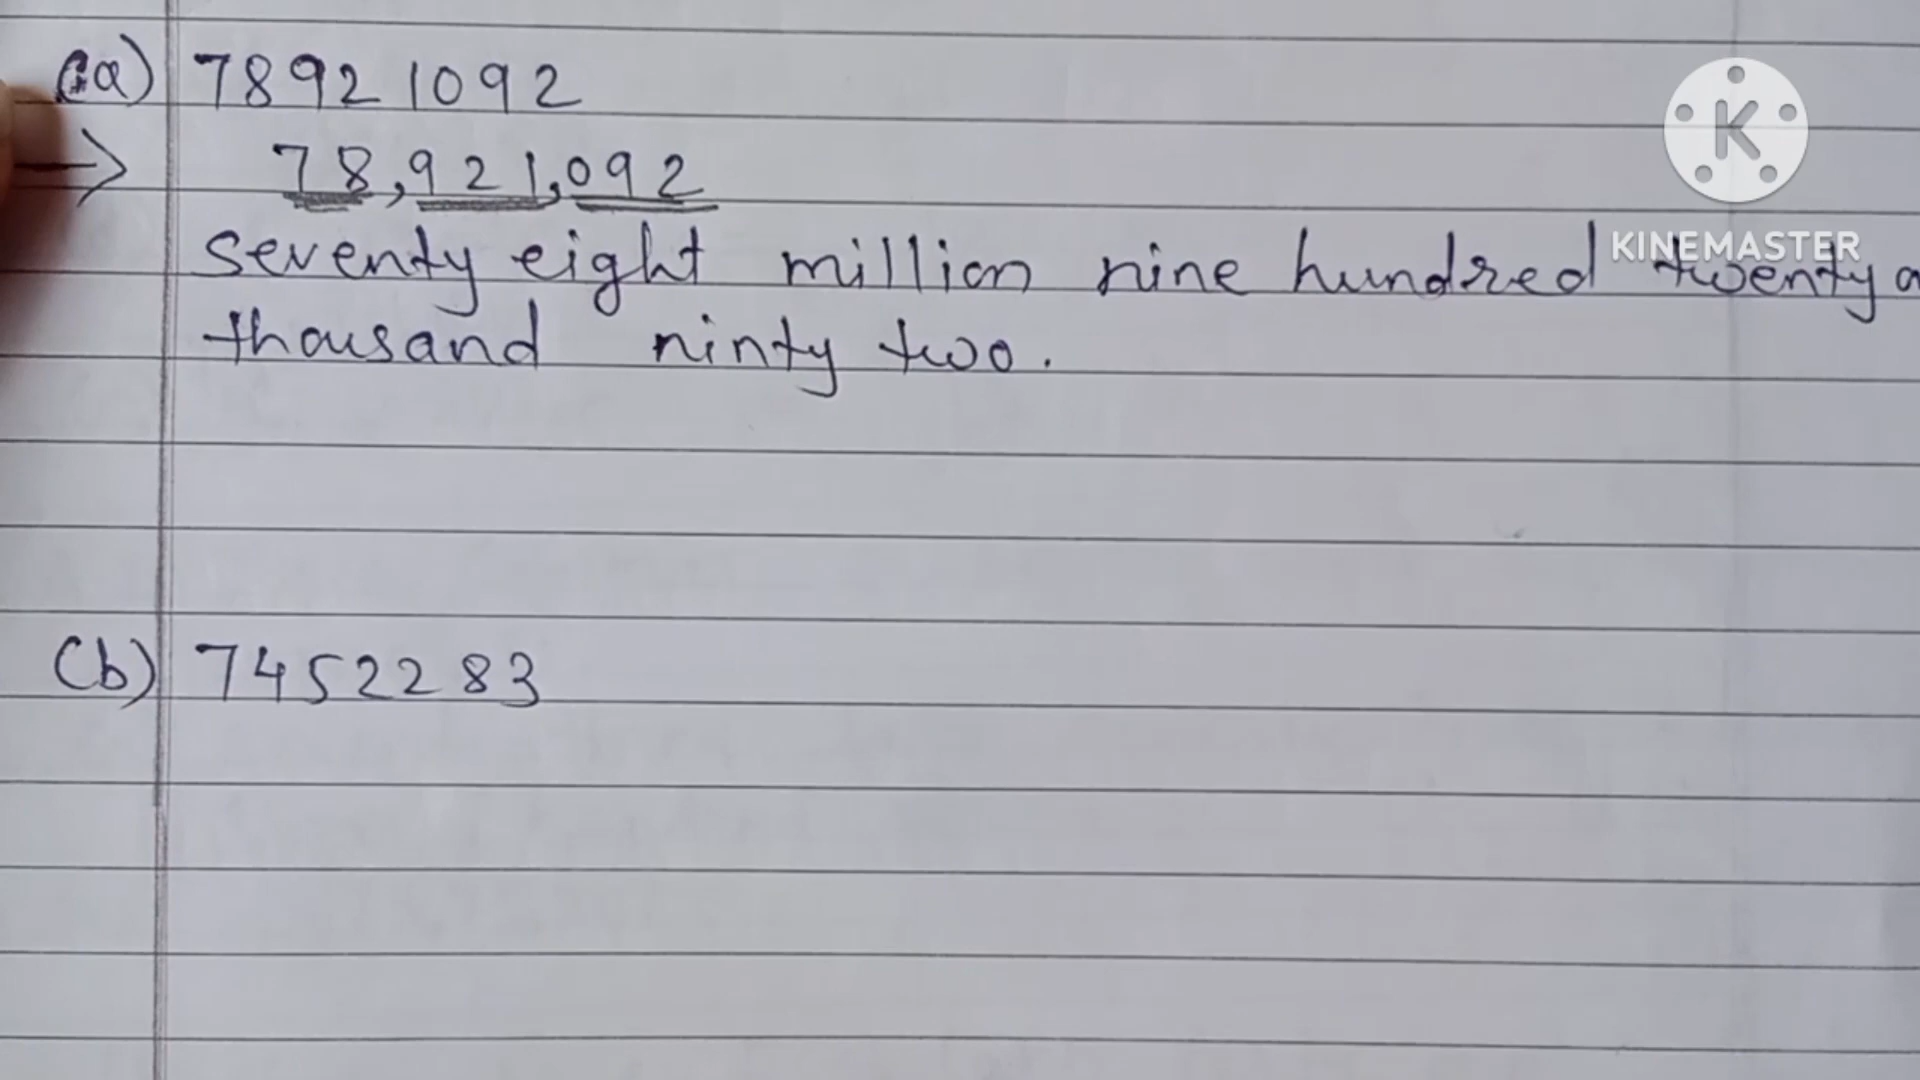 (a) 78921092
78,921,092
KINEMASTER
seventy eight million nine hundred twenty
thousand ninty two.
(b) 7452283